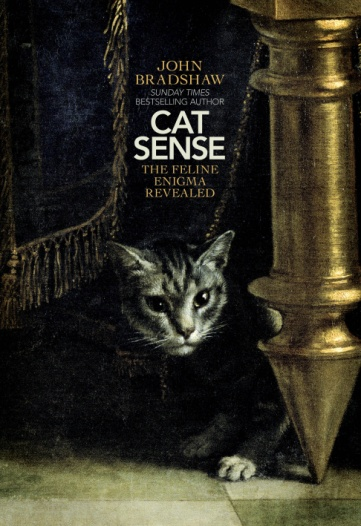 JOHN
BRADSHAW
SUNDAY TIMES
BESTSELLING AUTHOR
CAT
SENSE
THE FELINE
ENIGMA
REVEALED